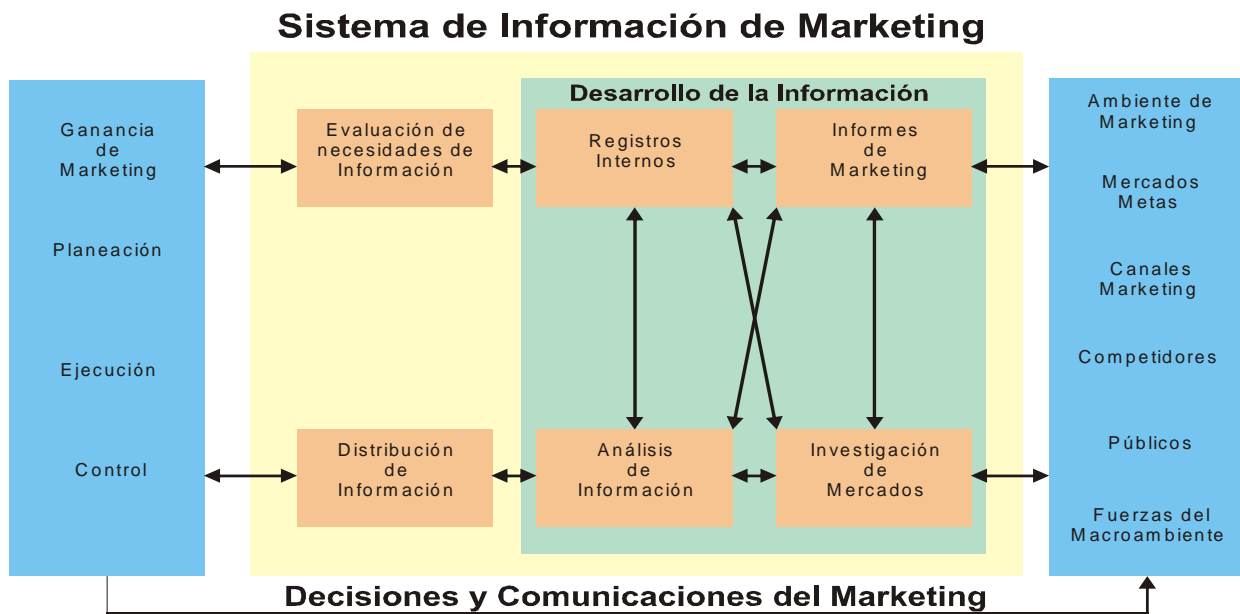 Sistema de Información de Marketing
Ganancia
de
Marketing
Planeación
Ejecución
Control
Evaluación de
necesidades de
Información
Distribución
de
Información
Desarrollo de la Información
Registros
Internos
Informes
de
Marketing
Análisis
de
Información
Investigación
de
Mercados
Ambiente de
Marketing
Mercados
Metas
Canales
Marketing
Competidores
Públicos
Fuerzas del
Macroambiente
Decisiones y Comunicaciones del Marketing